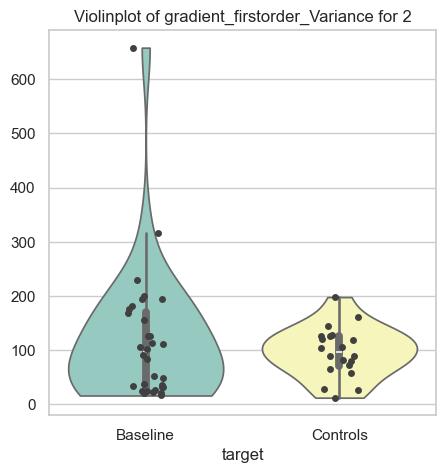 Violinplot of gradient_firstorder_Variance for 2
600
500
400
300
200
100
0
Baseline
Controls
target